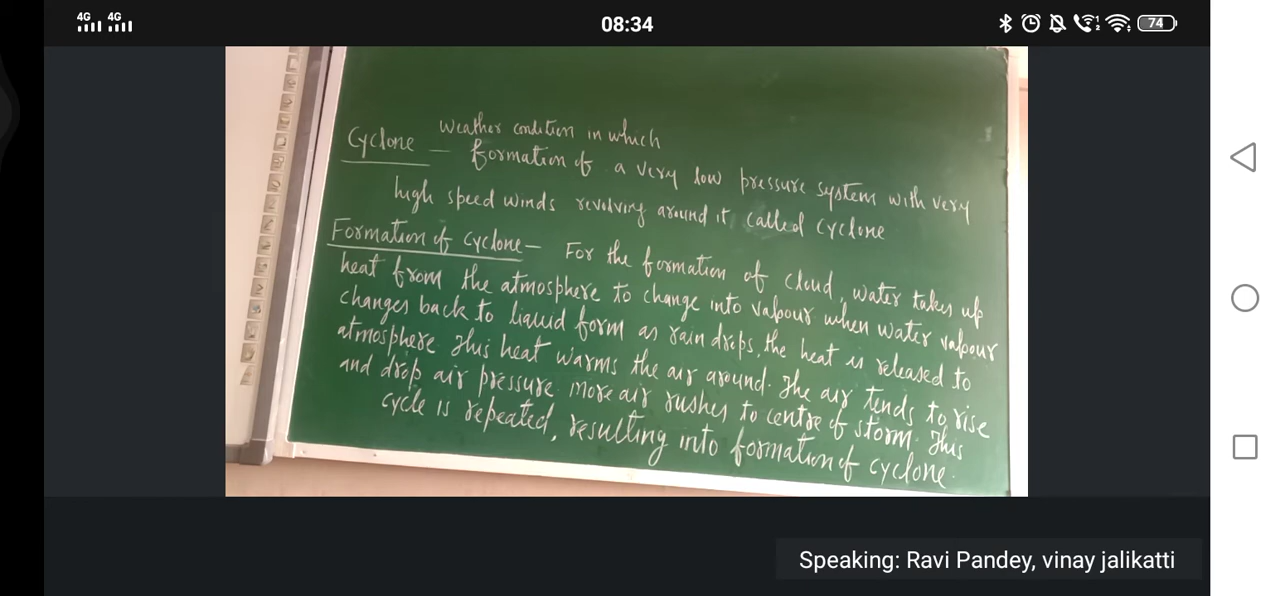 4G 4G
08:34
1
2
74
Weather condition in which
Cyclone — formation of a very low pressure system with very
high speed winds revolving around it called cyclone
Formation of cyclone – For the formation of cloud, water takes up
heat from the atmosphere to change into vapour when water vapour
changes back to liquid form as rain drops, the heat is released to
atmosphere. This heat warms the air around. The air tends to rise
and drop air pressure more air rushes to centre of storm. This
cycle is repeated, resulting into formation of cyclone.
Speaking: Ravi Pandey, vinay jalikatti